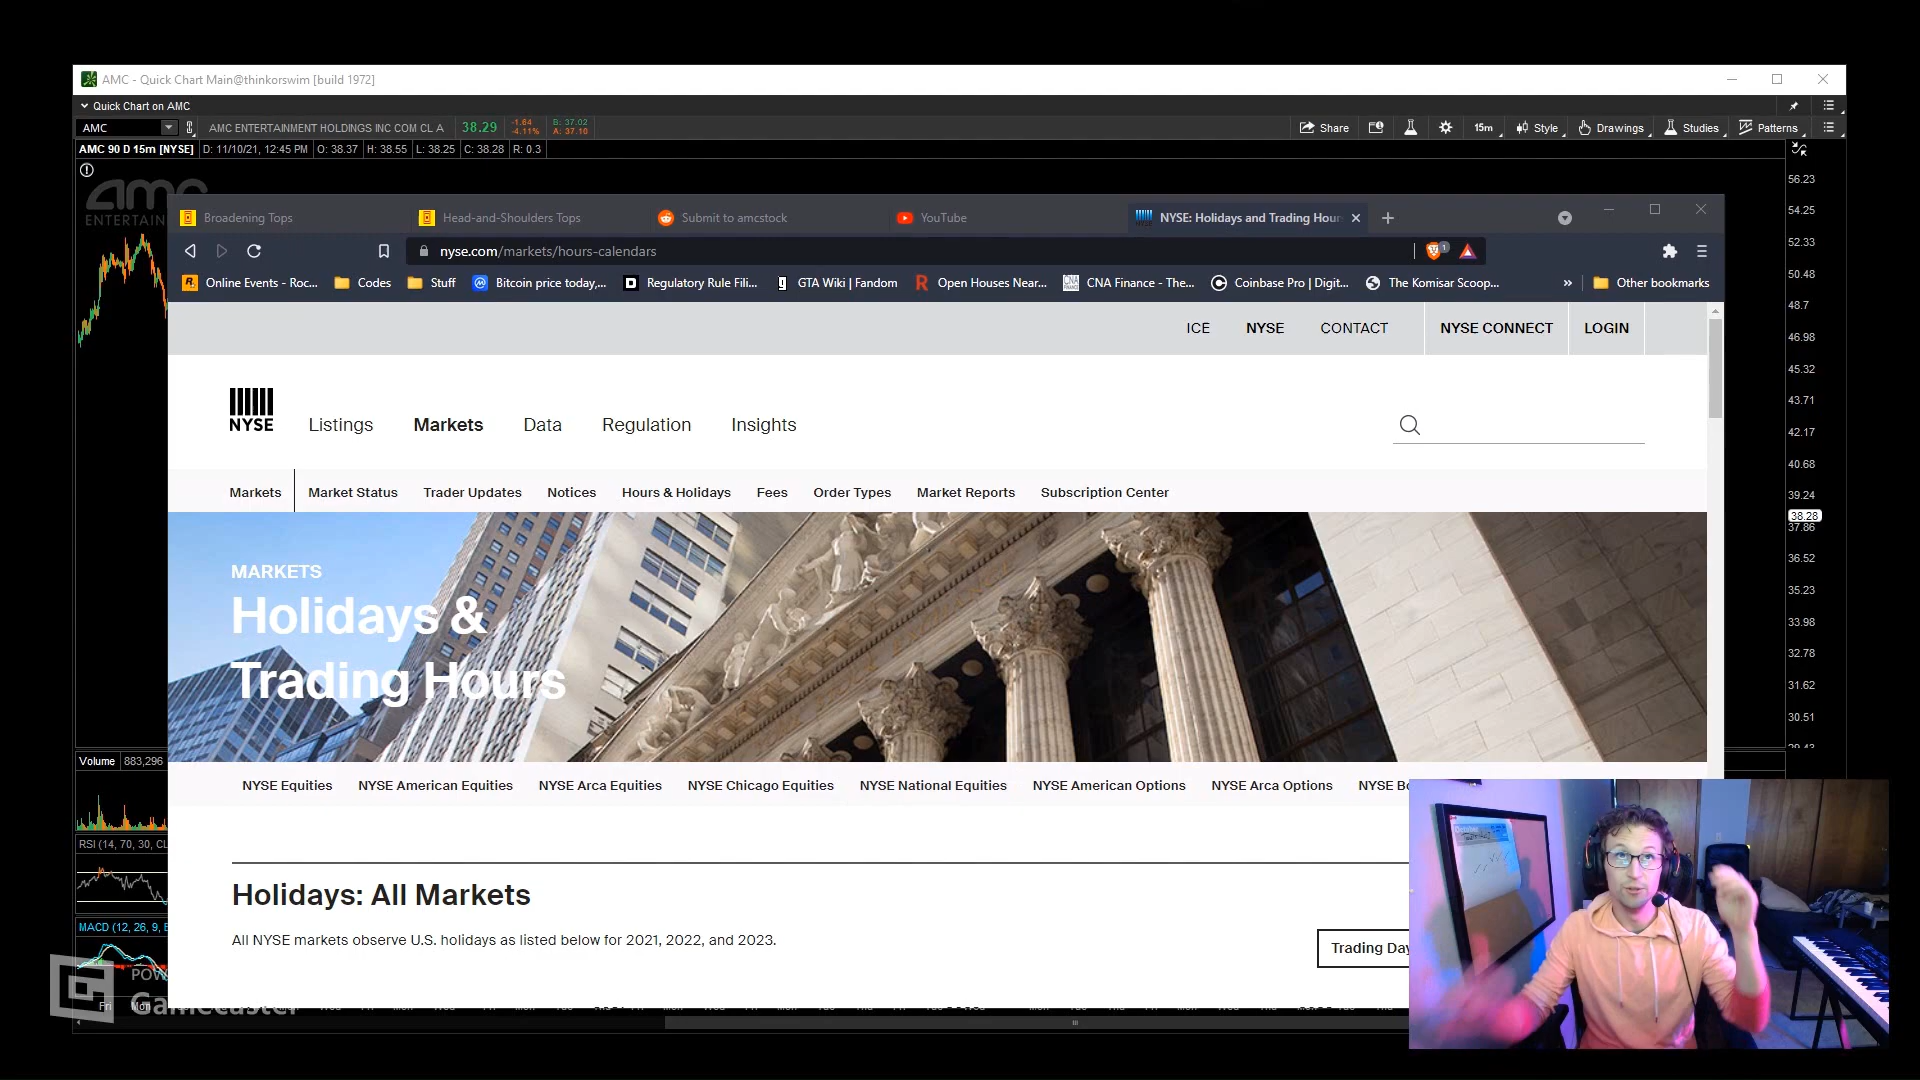 AMC - Quick Chart Main@thinkorswim [build 1972]
Quick Chart on AMC
AMC AMC ENTERTAINMENT HOLDINGS INC COM CL A 38.29 -1.64 -4.11% B: 37.02 A: 37.10 Share 15m Style Drawings Studies Patterns
AMC 90 D 15m [NYSE] D: 11/10/21, 12:45 PM O: 38.37 H: 38.55 L: 38.25 C: 38.28 R: 0.3
amc
ENTERTAIN
Broadening Tops Head-and-Shoulders Tops Submit to amcstock YouTube NYSE: Holidays and Trading Hour
nyse.com/markets/hours-calendars 1
Online Events - Roc... Codes Stuff Bitcoin price today,... Regulatory Rule Fili... GTA Wiki | Fandom Open Houses Near... CNA Finance - The... Coinbase Pro | Digit... The Komisar Scoop... » Other bookmarks
ICE NYSE CONTACT NYSE CONNECT LOGIN
NYSE
Listings Markets Data Regulation Insights
Markets Market Status Trader Updates Notices Hours & Holidays Fees Order Types Market Reports Subscription Center
MARKETS
Holidays &
Trading Hours
NYSE Equities NYSE American Equities NYSE Arca Equities NYSE Chicago Equities NYSE National Equities NYSE American Options NYSE Arca Options NYSE Bo
Holidays: All Markets
All NYSE markets observe U.S. holidays as listed below for 2021, 2022, and 2023.
Trading Day
56.23
54.25
52.33
50.48
48.7
46.98
45.32
43.71
42.17
40.68
39.24
38.28
37.86
36.52
35.23
33.98
32.78
31.62
30.51
Volume 883,296
RSI (14, 70, 30, CL
MACD (12, 26, 9, E
POW
Gamecaster
Fri Mon
October